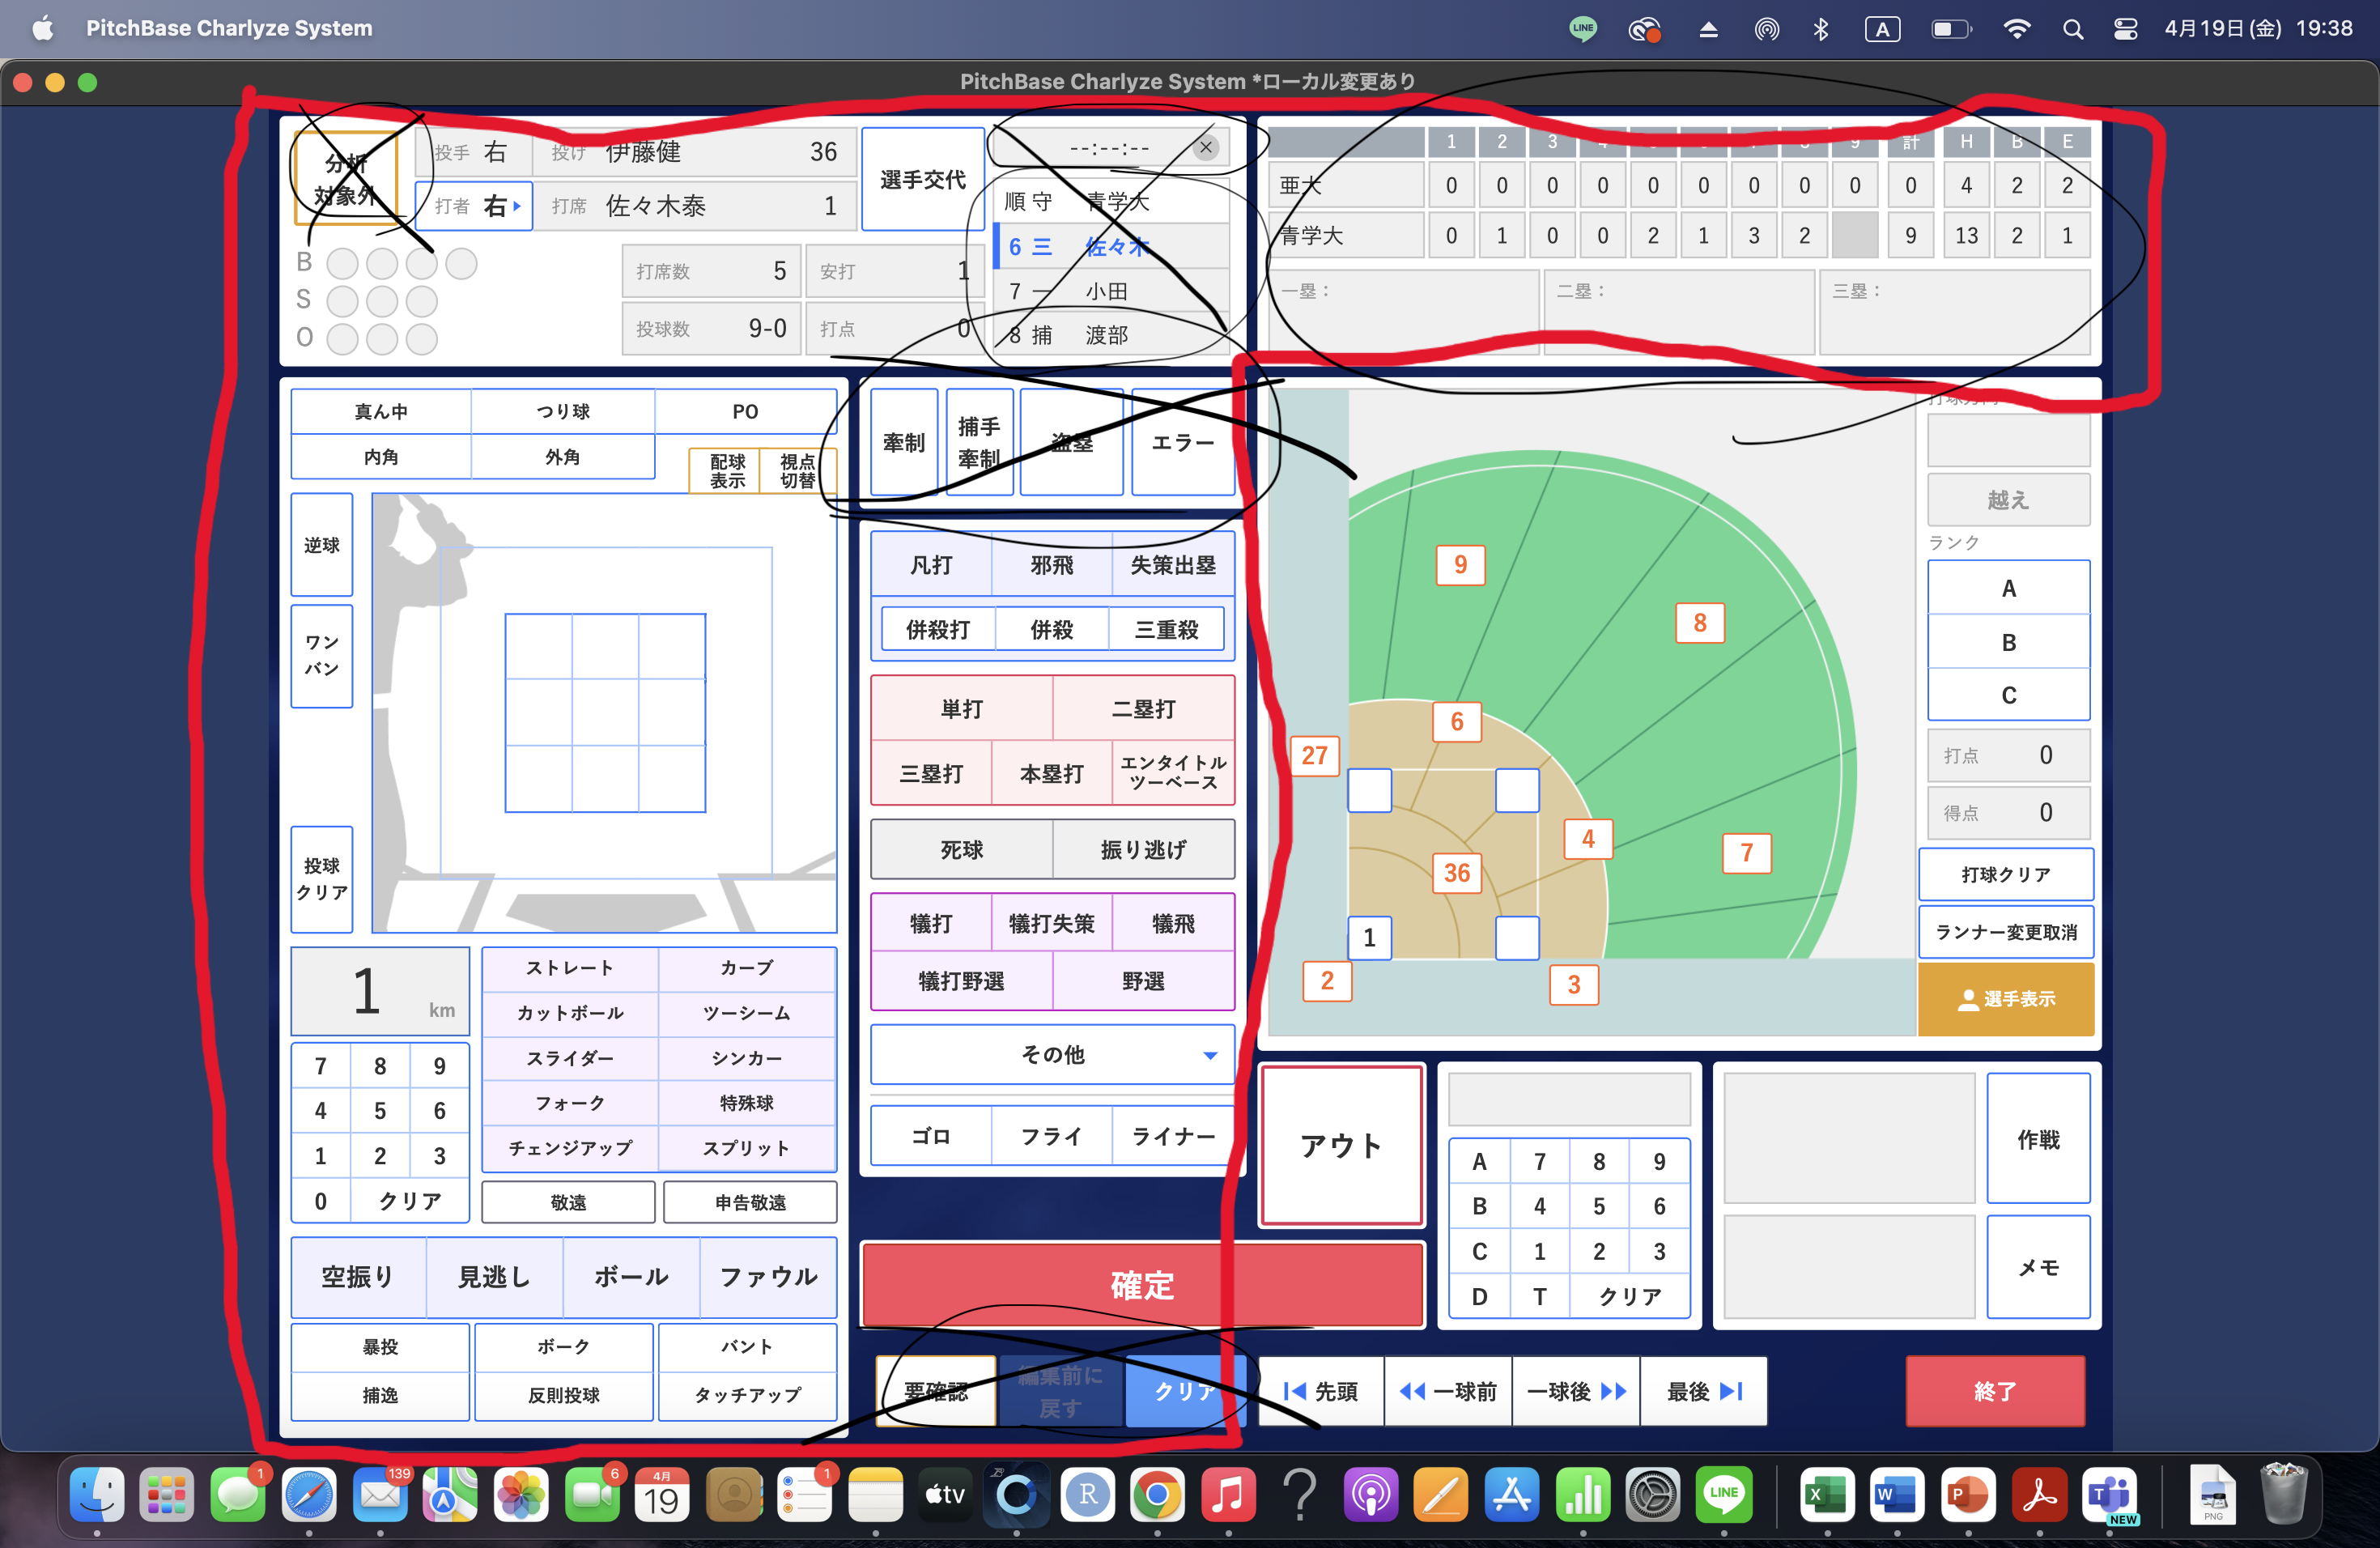 PitchBase Charlyze System
LINE
A
4月19日(金) 19:38
PitchBase Charlyze System *ローカル変更あり
分析
対象外
投手 右
投げ 伊藤健 36
打者 右
打席 佐々木泰 1
選手交代
--:--:--
順 守 青学大
6 三 佐々木
7 一 小田
8 捕 渡部
B
S
O
打席数 5
安打 1
投球数 9-0
打点 0
1 2 3 4 9 計 H B E
亜大 0 0 0 0 0 0 0 0 0 0 4 2 2
青学大 0 1 0 0 2 1 3 2 9 13 2 1
一塁：
二塁：
三塁：
真ん中 つり球 PO
内角 外角
配球
表示
視点
切替
逆球
ワン
バン
投球
クリア
1 km
7 8 9
4 5 6
1 2 3
0 クリア
ストレート カーブ
カットボール ツーシーム
スライダー シンカー
フォーク 特殊球
チェンジアップ スプリット
敬遠 申告敬遠
空振り 見逃し ボール ファウル
暴投 ボーク バント
捕逸 反則投球 タッチアップ
牽制
捕手
牽制
盗塁
エラー
凡打 邪飛 失策出塁
併殺打 併殺 三重殺
単打 二塁打
三塁打 本塁打
エンタイトル
ツーベース
死球 振り逃げ
犠打 犠打失策 犠飛
犠打野選 野選
その他
ゴロ フライ ライナー
確定
要確認
編集前に
戻す
クリア
9
8
6
27
4
7
36
1
2
3
越え
ランク
A
B
C
打点 0
得点 0
打球クリア
ランナー変更取消
選手表示
アウト
A 7 8 9
B 4 5 6
C 1 2 3
D T クリア
作戦
メモ
先頭
一球前
一球後
最後
終了
1
139
6
4月
19
1
tv
R
LINE
X
W
P
T
NEW
PNG